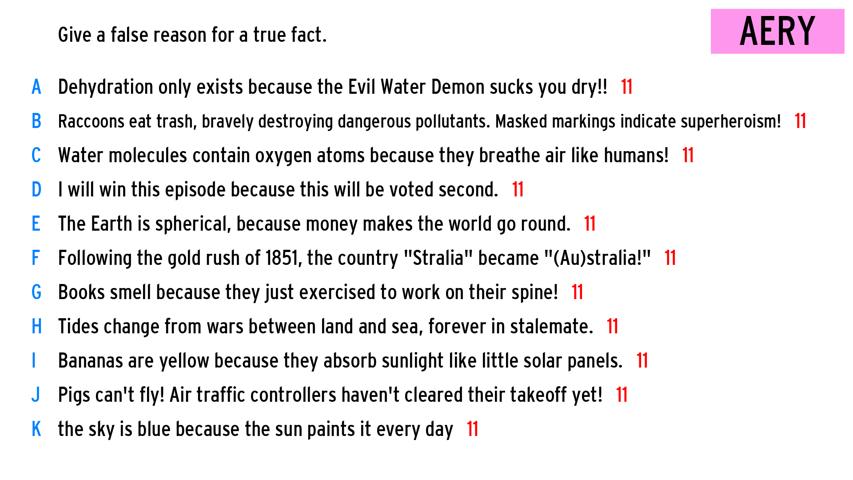 Give a false reason for a true fact.
AERY
A Dehydration only exists because the Evil Water Demon sucks you dry!! 11
B Raccoons eat trash, bravely destroying dangerous pollutants. Masked markings indicate superheroism! 11
C Water molecules contain oxygen atoms because they breathe air like humans! 11
D I will win this episode because this will be voted second. 11
E The Earth is spherical, because money makes the world go round. 11
F Following the gold rush of 1851, the country "Stralia" became "(Au)stralia!" 11
G Books smell because they just exercised to work on their spine! 11
H Tides change from wars between land and sea, forever in stalemate. 11
I Bananas are yellow because they absorb sunlight like little solar panels. 11
J Pigs can't fly! Air traffic controllers haven't cleared their takeoff yet! 11
K the sky is blue because the sun paints it every day 11